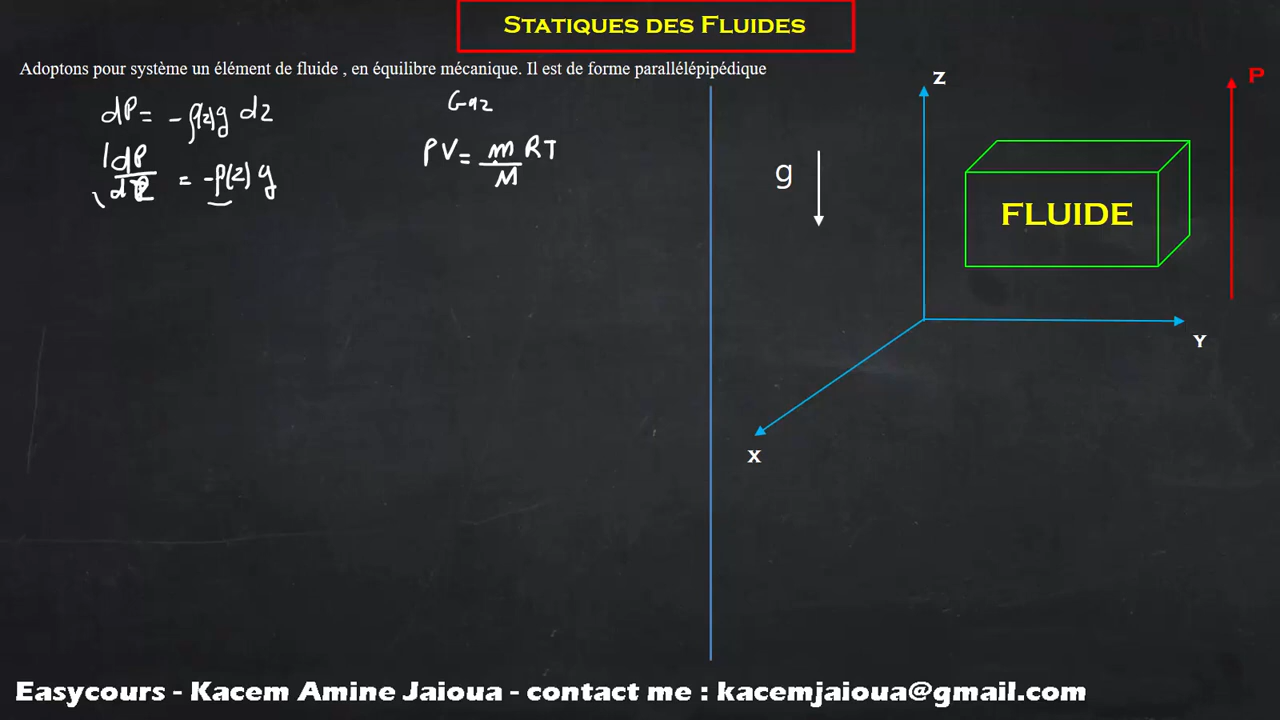 Statiques des Fluides
Adoptons pour système un élément de fluide , en équilibre mécanique. Il est de forme parallélépipédique
dP = - ρ(z)g dz
dP/dz = -ρ(z) g
Gaz
PV = m/M RT
g
Z
P
FLUIDE
Y
X
Easycours - Kacem Amine Jaioua - contact me : kacemjaioua@gmail.com